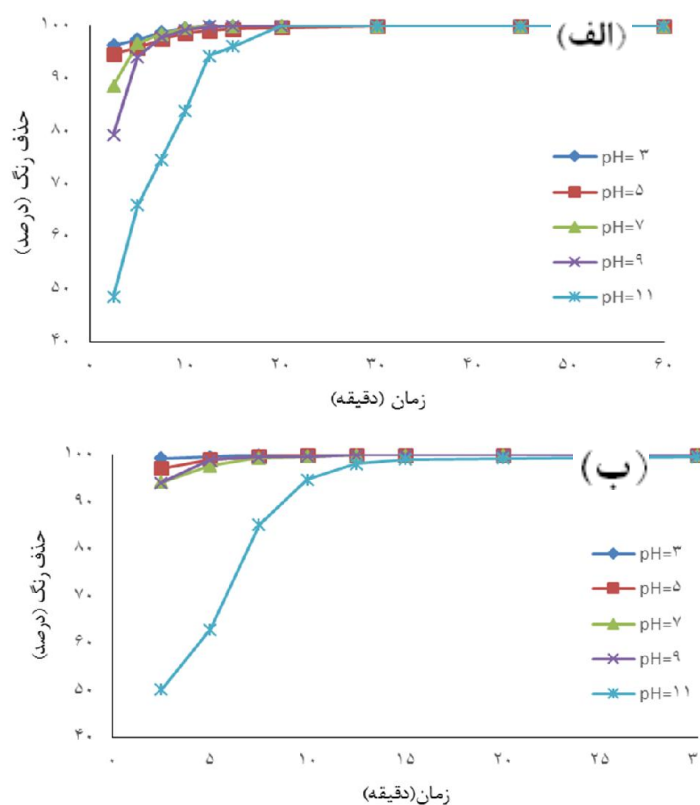 (الف)
۱۰۰
۹۰
۸۰
۷۰
۶۰
۵۰
۴۰
حذف رنگ (درصد)
pH= ۳
pH=۵
pH=۷
pH=۹
pH=۱۱
۰ ۱۰ ۲۰ ۳۰ ۴۰ ۵۰ ۶۰
زمان (دقیقه)
(ب)
۱۰۰
۹۰
۸۰
۷۰
۶۰
۵۰
۴۰
حذف رنگ (درصد)
pH=۳
pH=۵
pH=۷
pH=۹
pH=۱۱
۰ ۵ ۱۰ ۱۵ ۲۰ ۲۵ ۳
زمان(دقیقه)